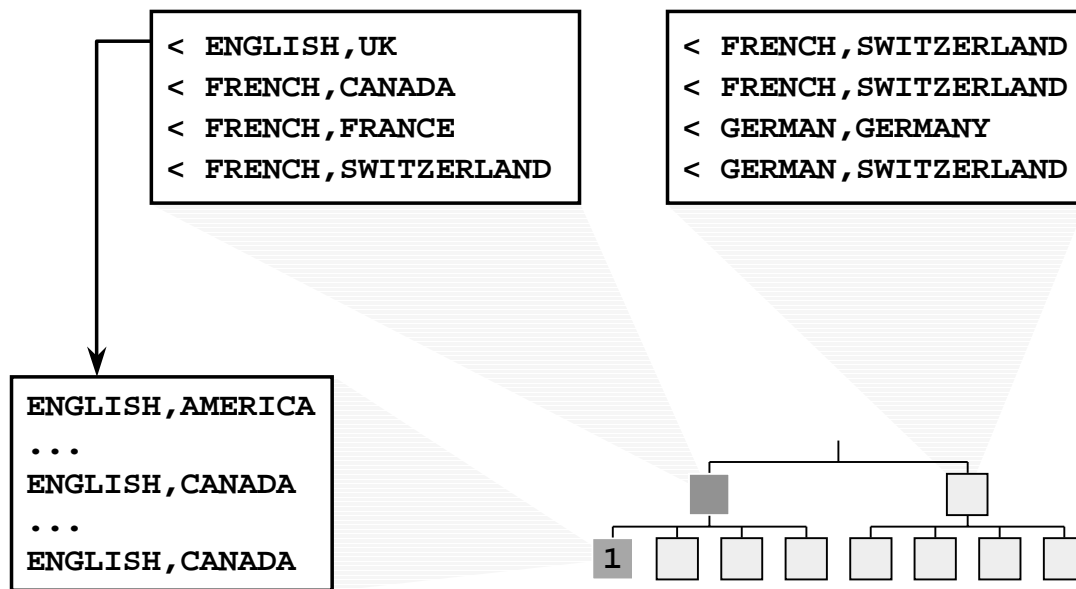 < ENGLISH,UK
< FRENCH,CANADA
< FRENCH,FRANCE
< FRENCH,SWITZERLAND
< FRENCH,SWITZERLAND
< FRENCH,SWITZERLAND
< GERMAN,GERMANY
< GERMAN,SWITZERLAND
ENGLISH,AMERICA
...
ENGLISH,CANADA
...
ENGLISH,CANADA
1